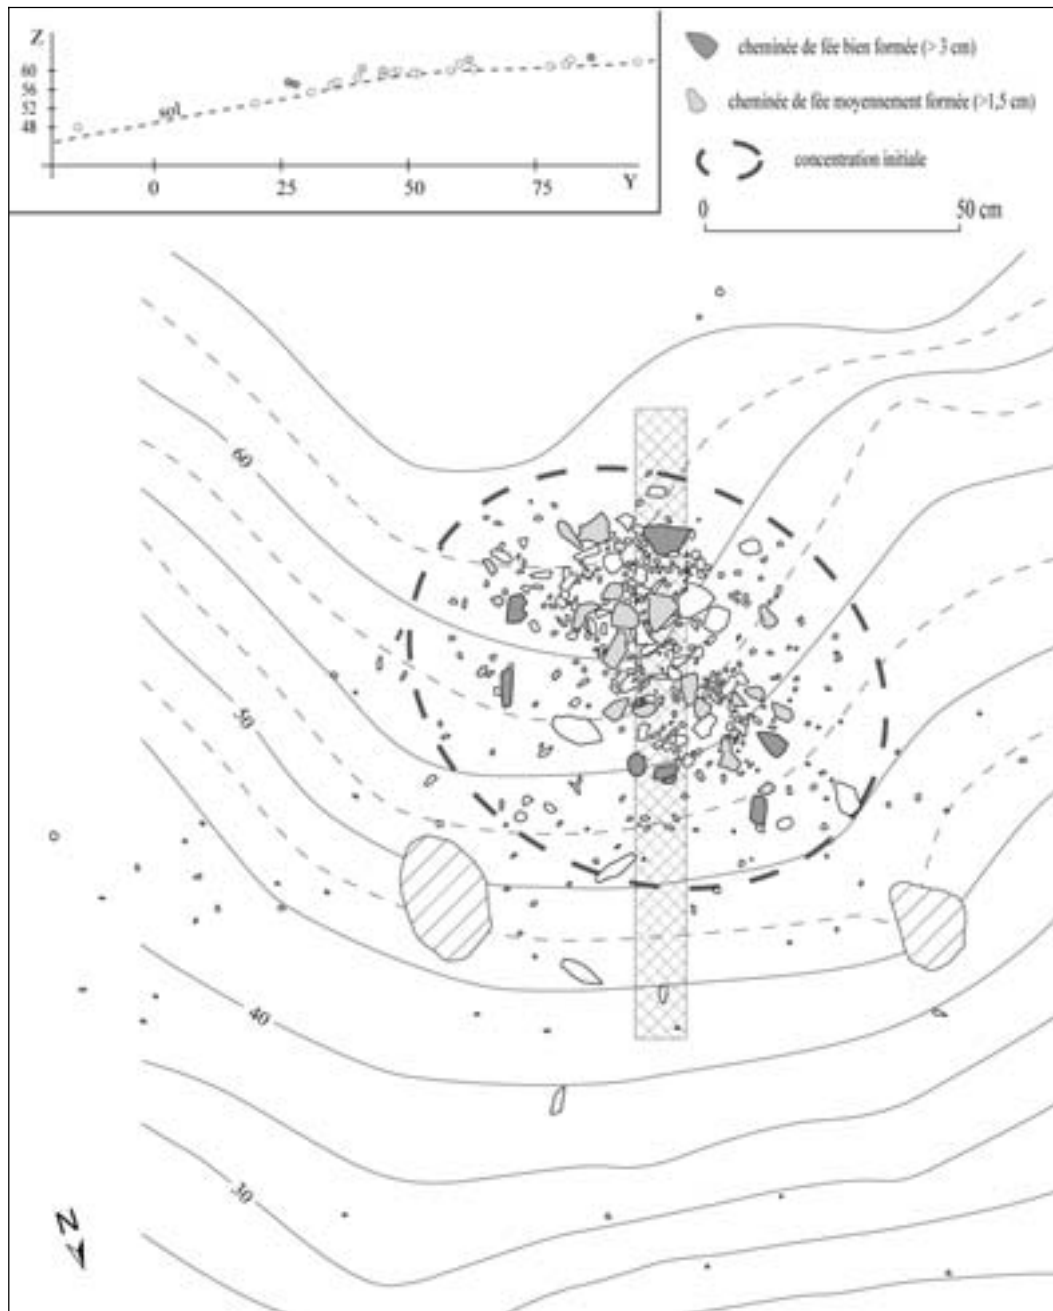 Z
60
56
52
48
sol
0
25
50
75
Y
cheminée de fée bien formée (> 3 cm)
cheminée de fée moyennement formée (>1,5 cm)
concentration initiale
0
50 cm
60
50
40
30
N